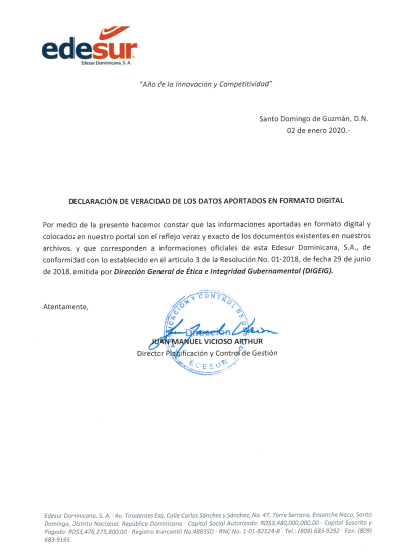 edesur
Edesur Dominicana, S. A.
"Año de la Innovación y Competitividad"
Santo Domingo de Guzmán, D.N.
02 de enero 2020.-
DECLARACIÓN DE VERACIDAD DE LOS DATOS APORTADOS EN FORMATO DIGITAL
Por medio de la presente hacemos constar que las informaciones aportadas en formato digital y
colocados en nuestro portal son el reflejo veraz y exacto de los documentos existentes en nuestros
archivos, y que corresponden a informaciones oficiales de esta Edesur Dominicana, S.A., de
conformidad con lo establecido en el artículo 3 de la Resolución No. 01-2018, de fecha 29 de junio
de 2018, emitida por Dirección General de Ética e Integridad Gubernamental (DIGEIG).
Atentamente,
Dirección
JUAN MANUEL VICIOSO ARTHUR
Director Planificación y Control de Gestión
EDESUR
Edesur Dominicana, S. A. - Av. Tiradentes Esq. Calle Carlos Sánchez y Sánchez, No. 47, Torre Serrano, Ensanche Naco, Santo
Domingo, Distrito Nacional, República Dominicana - Capital Social Autorizado: RD$3,480,000,000.00 - Capital Suscrito y
Pagado: RD$3,476,275,800.00 - Registro Mercantil No.4883SD - RNC No. 1-01-82124-8 - Tel.: (809) 683-9292 - Fax: (809)
683-9165.